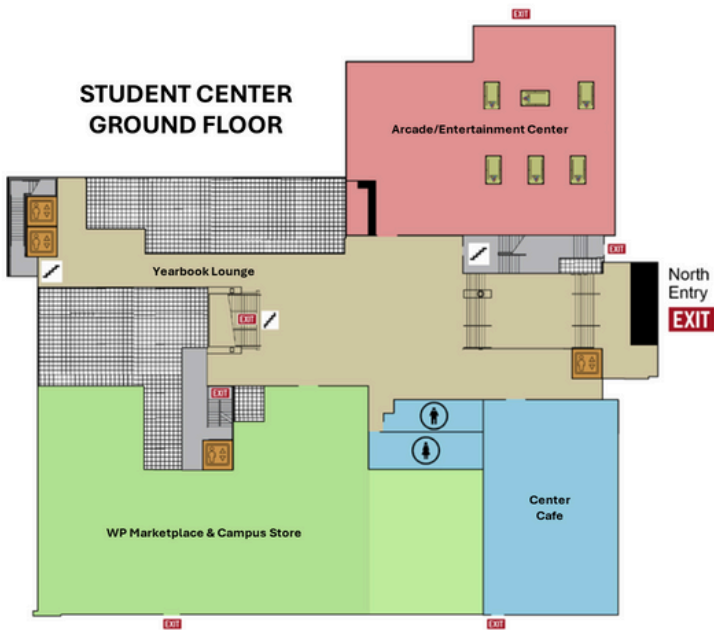 EXIT
STUDENT CENTER
GROUND FLOOR
Arcade/Entertainment Center
EXIT
Yearbook Lounge
North
Entry
EXIT
EXIT
EXIT
Center
Cafe
WP Marketplace & Campus Store
EXIT
EXIT